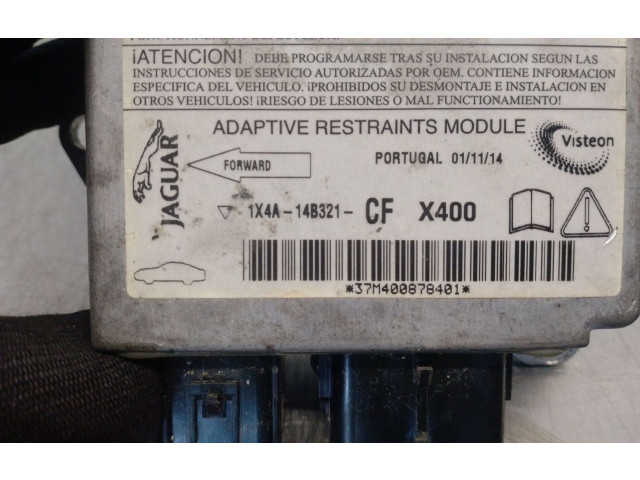 ¡ATENCION! DEBE PROGRAMARSE TRAS SU INSTALACION SEGUN LAS
INSTRUCCIONES DE SERVICIO AUTORIZADAS POR OEM. CONTIENE INFORMACION
ESPECIFICA DEL VEHICULO. ¡PROHIBIDOS SU DESMONTAJE E INSTALACION EN
OTROS VEHICULOS! ¡RIESGO DE LESIONES O MAL FUNCIONAMIENTO!
JAGUAR
ADAPTIVE RESTRAINTS MODULE
Visteon
FORWARD
PORTUGAL 01/11/14
1X4A-14B321- CF X400
*37M400878401*